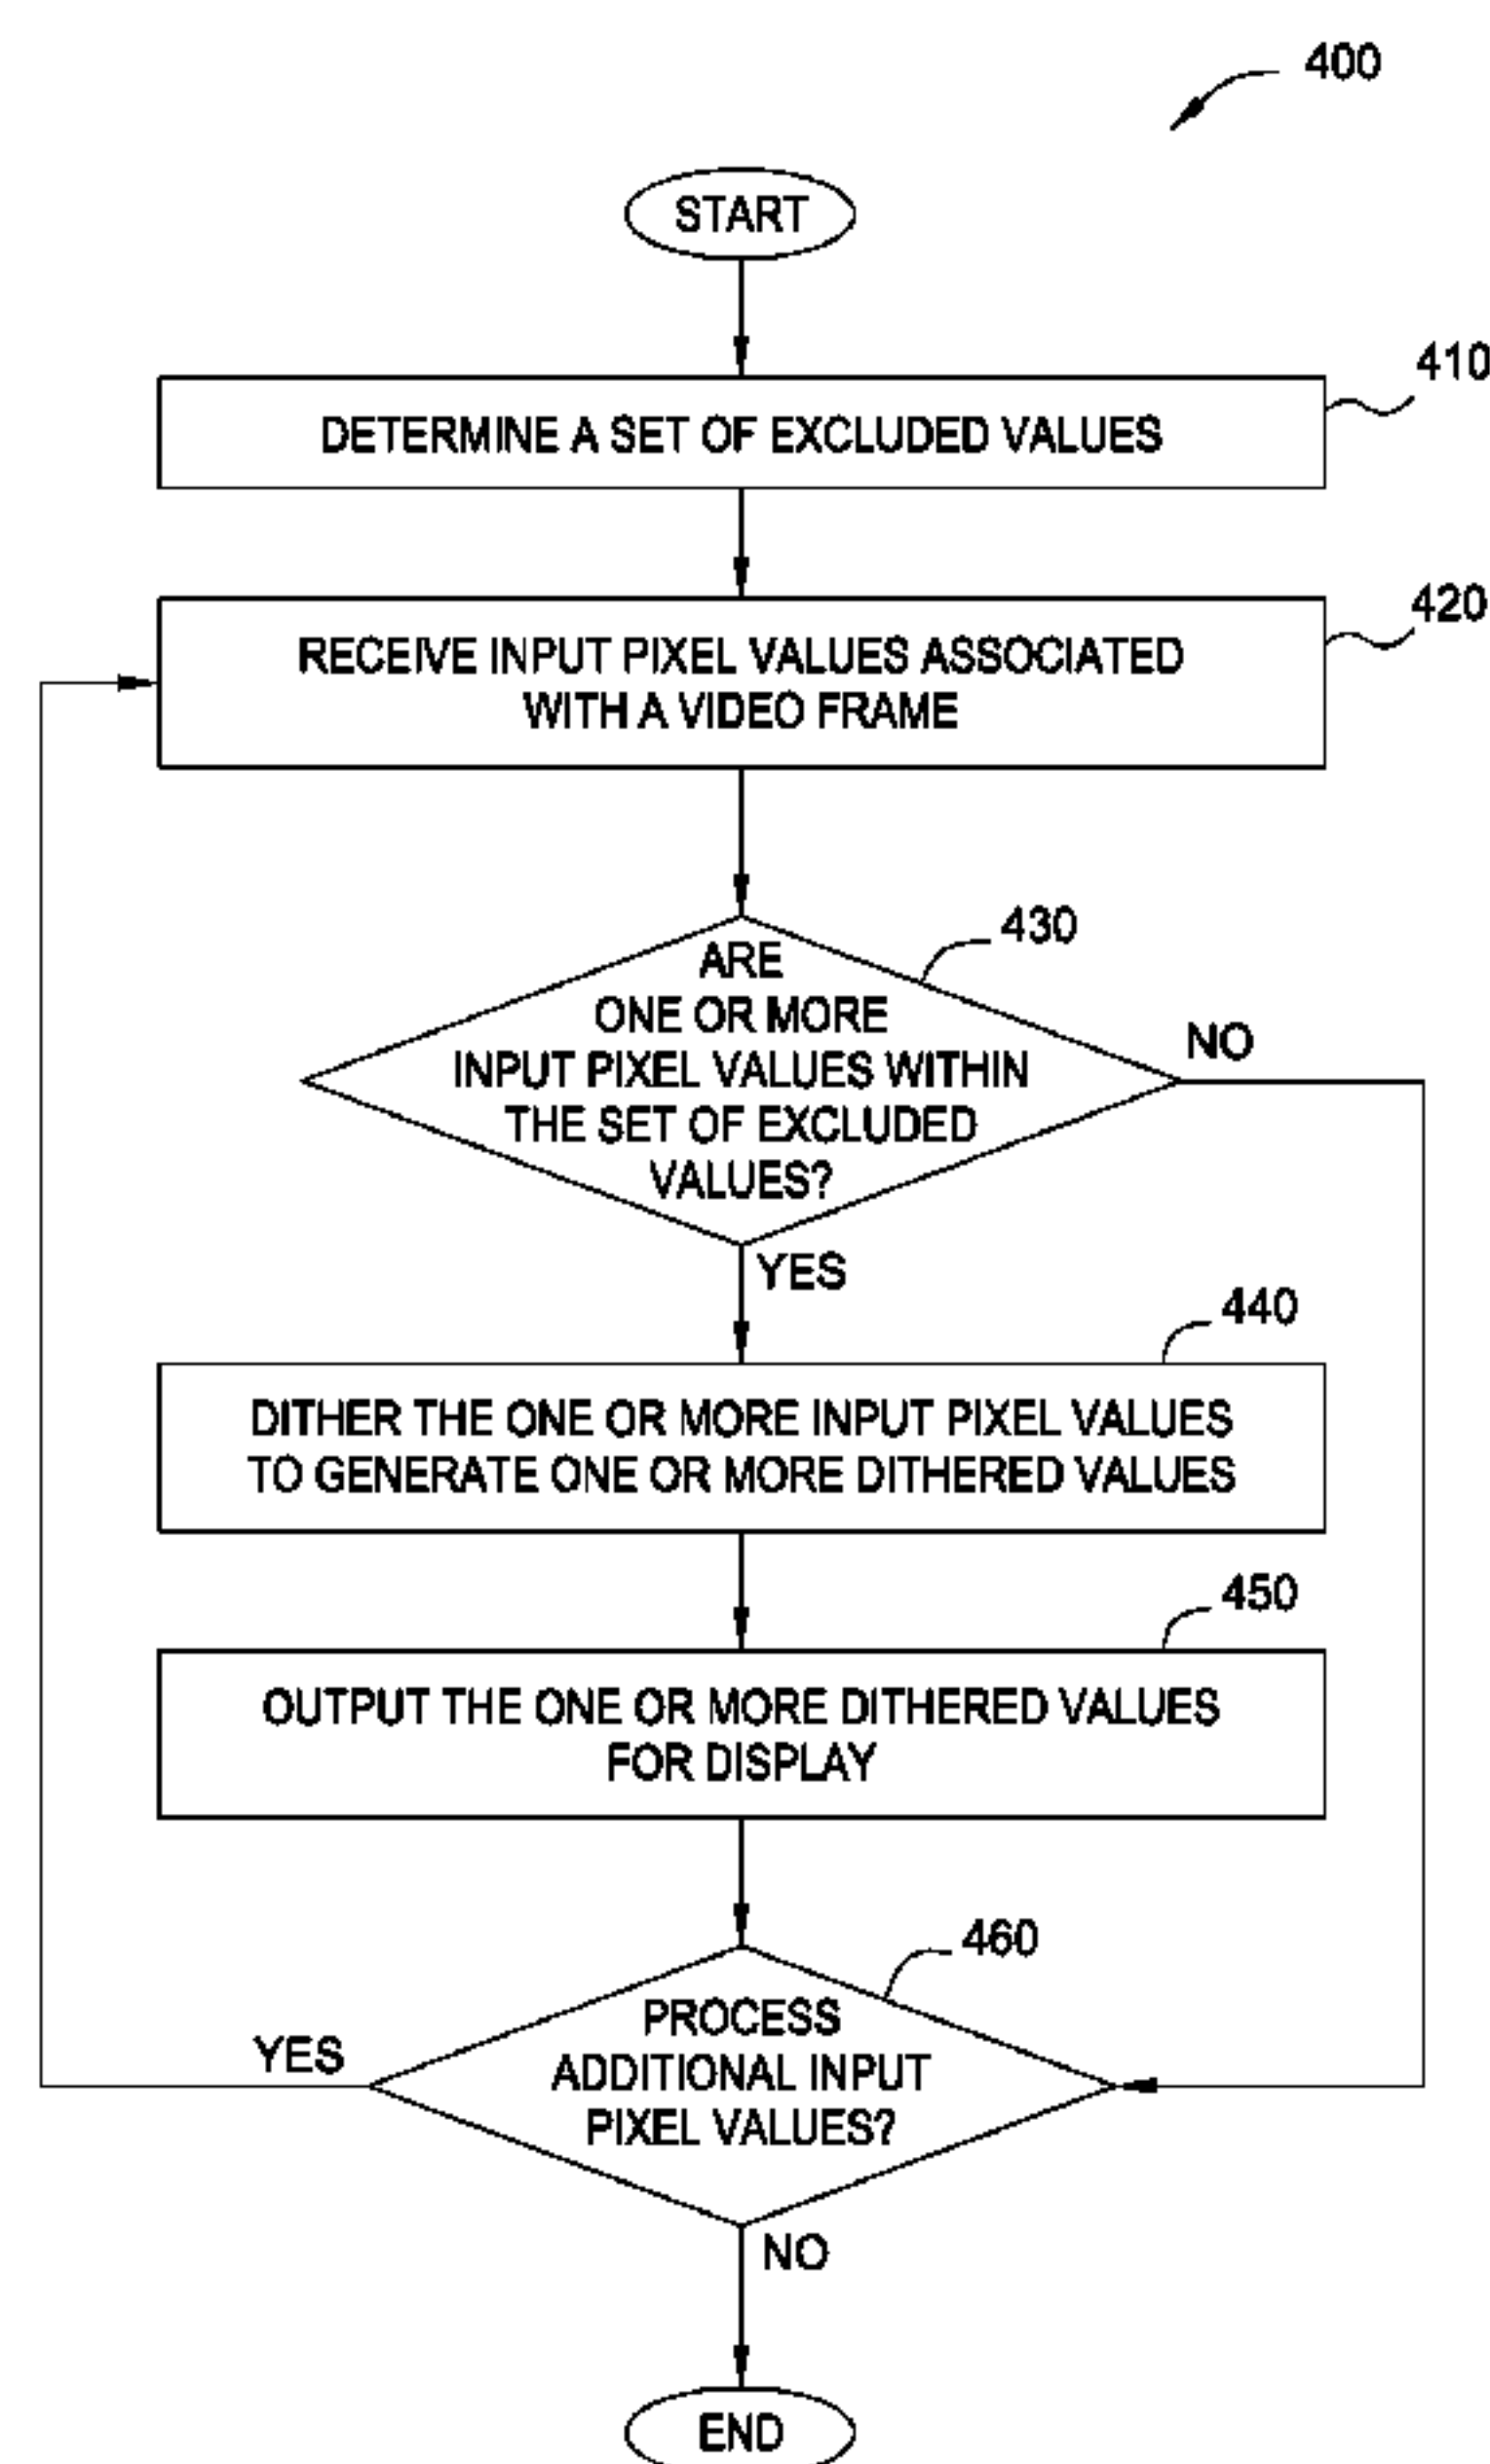 400
START
410
DETERMINE A SET OF EXCLUDED VALUES
420
RECEIVE INPUT PIXEL VALUES ASSOCIATED
WITH A VIDEO FRAME
430
ARE
ONE OR MORE
INPUT PIXEL VALUES WITHIN
THE SET OF EXCLUDED
VALUES?
NO
YES
440
DITHER THE ONE OR MORE INPUT PIXEL VALUES
TO GENERATE ONE OR MORE DITHERED VALUES
450
OUTPUT THE ONE OR MORE DITHERED VALUES
FOR DISPLAY
460
PROCESS
ADDITIONAL INPUT
PIXEL VALUES?
YES
NO
END